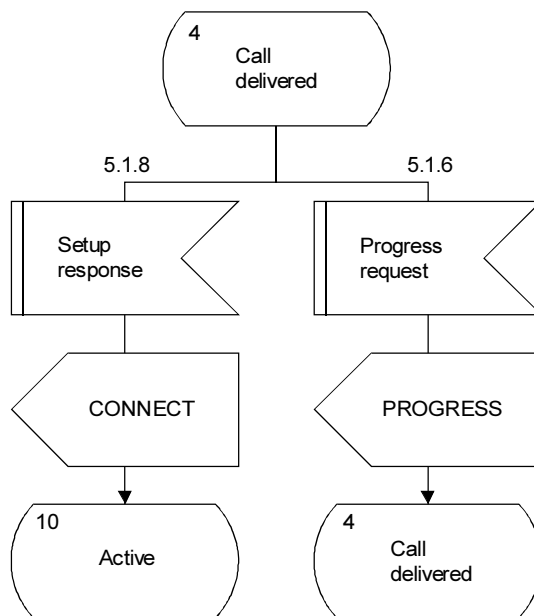 4
Call
delivered
5.1.8
5.1.6
Setup
response
Progress
request
CONNECT
PROGRESS
10
Active
4
Call
delivered